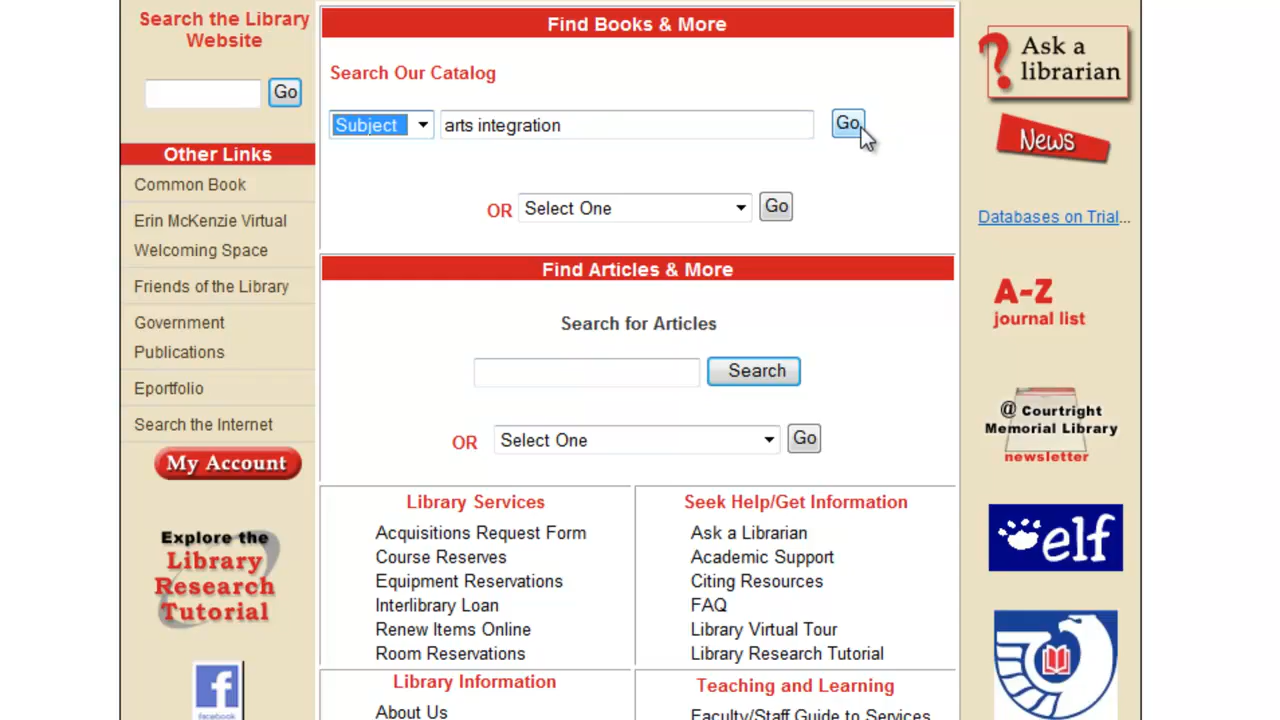 Search the Library
Website
Go
Other Links
Common Book
Erin McKenzie Virtual
Welcoming Space
Friends of the Library
Government
Publications
Eportfolio
Search the Internet
My Account
Explore the
Library
Research
Tutorial
facebook
Find Books & More
Search Our Catalog
Subject arts integration Go
OR Select One Go
Find Articles & More
Search for Articles
Search
OR Select One Go
Library Services
Acquisitions Request Form
Course Reserves
Equipment Reservations
Interlibrary Loan
Renew Items Online
Room Reservations
Library Information
About Us
Seek Help/Get Information
Ask a Librarian
Academic Support
Citing Resources
FAQ
Library Virtual Tour
Library Research Tutorial
Teaching and Learning
Faculty/Staff Guide to Services
? Ask a
librarian
News
Databases on Trial...
A-Z
journal list
@ Courtright
Memorial Library
newsletter
elf